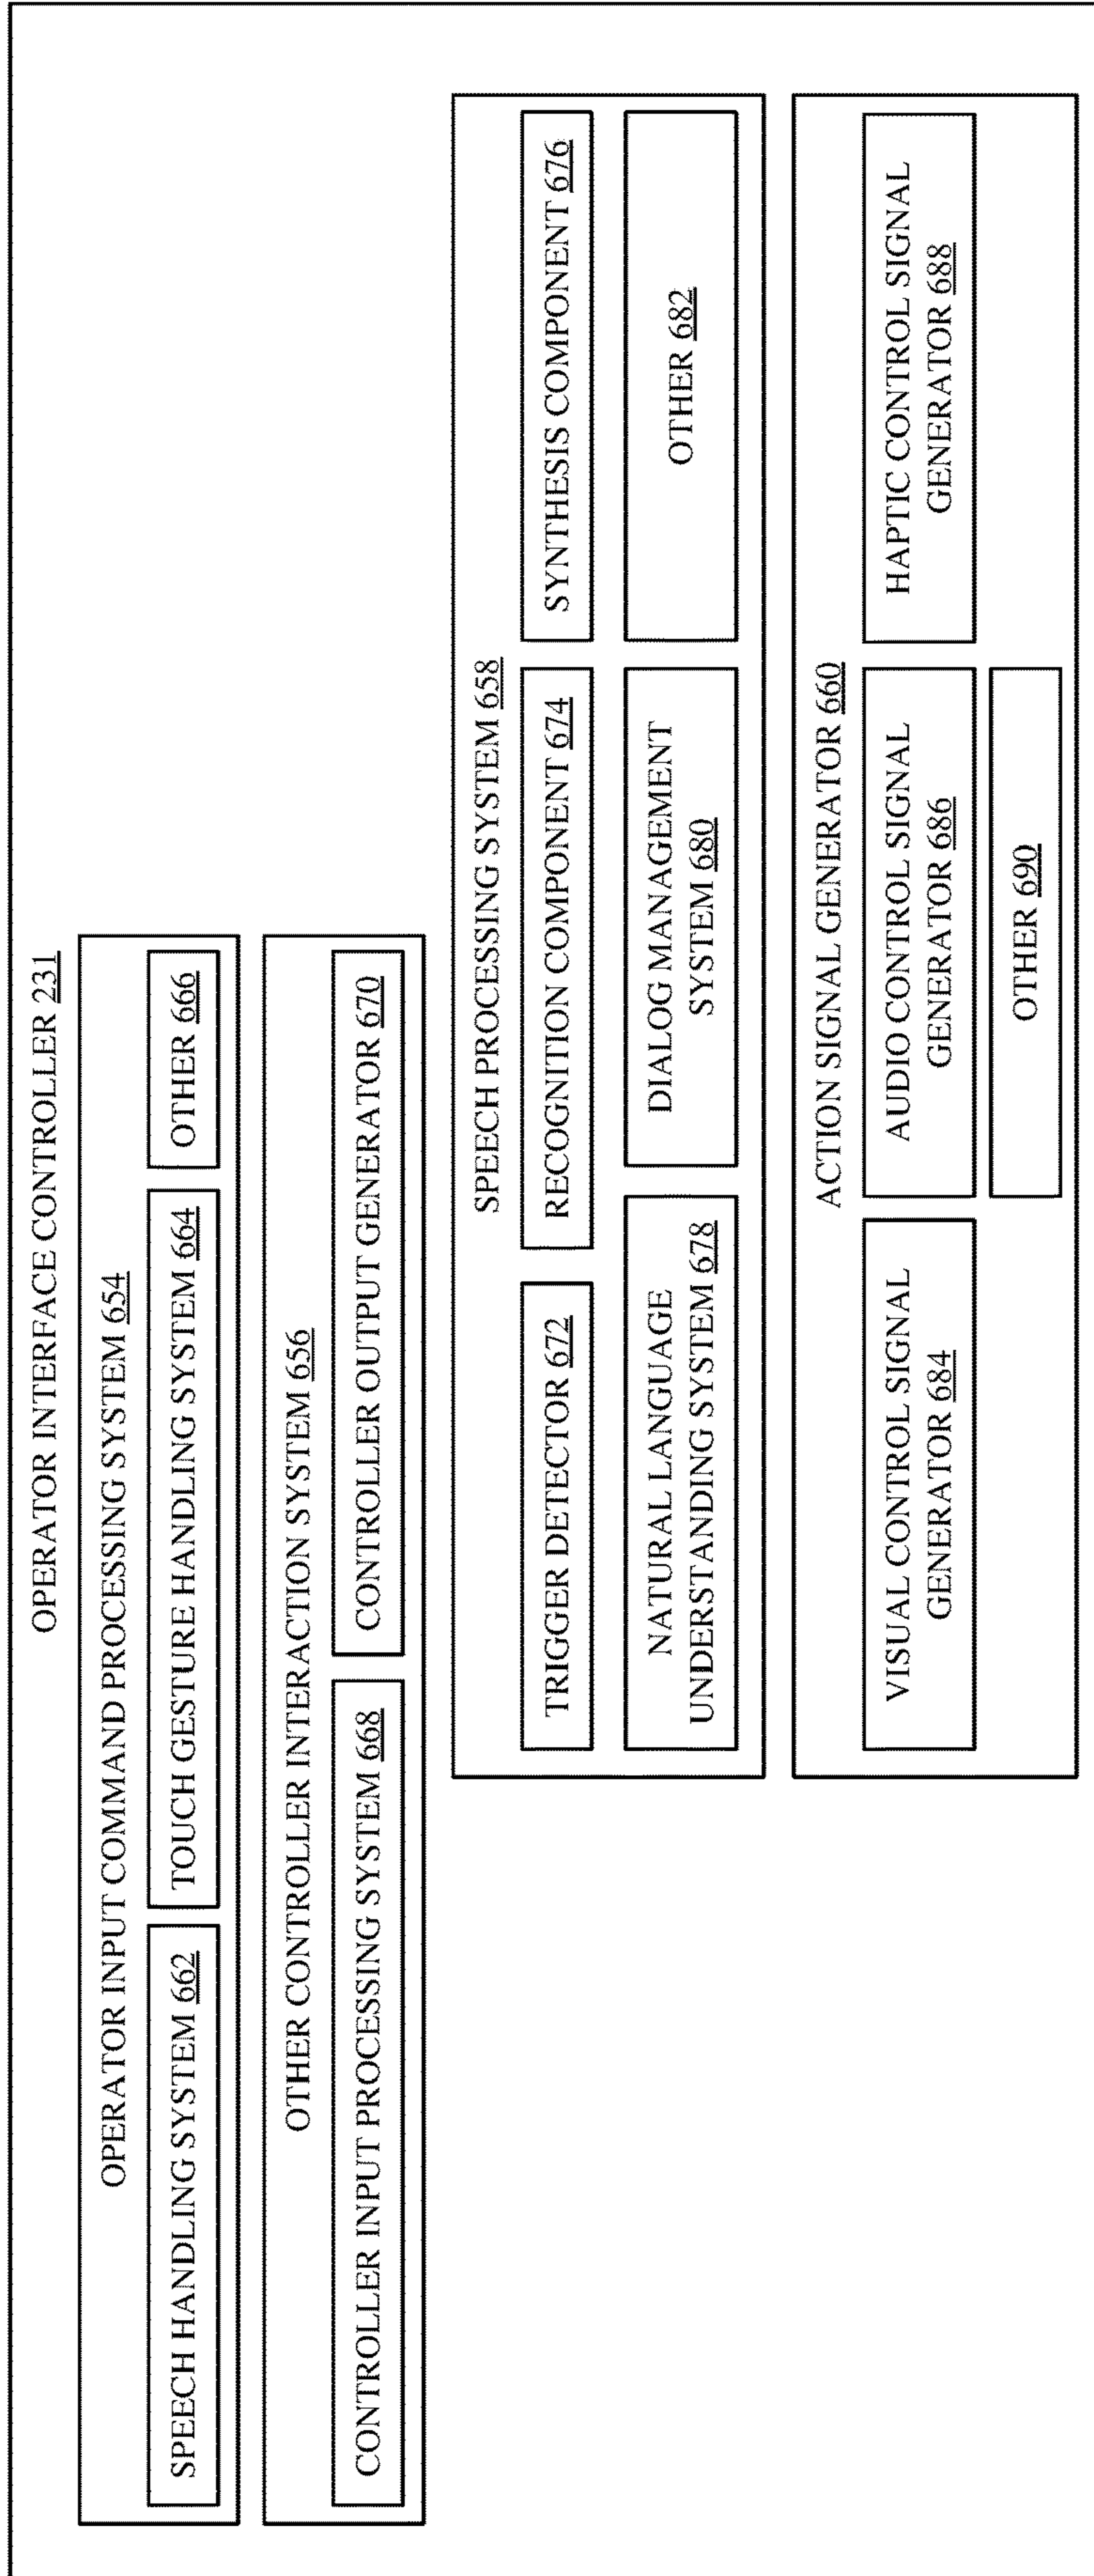 OPERATOR INTERFACE CONTROLLER 231
OPERATOR INPUT COMMAND PROCESSING SYSTEM 654
SPEECH HANDLING SYSTEM 662
TOUCH GESTURE HANDLING SYSTEM 664
OTHER 666
OTHER CONTROLLER INTERACTION SYSTEM 656
CONTROLLER INPUT PROCESSING SYSTEM 668
CONTROLLER OUTPUT GENERATOR 670
SPEECH PROCESSING SYSTEM 658
TRIGGER DETECTOR 672
RECOGNITION COMPONENT 674
SYNTHESIS COMPONENT 676
NATURAL LANGUAGE
UNDERSTANDING SYSTEM 678
DIALOG MANAGEMENT
SYSTEM 680
OTHER 682
ACTION SIGNAL GENERATOR 660
VISUAL CONTROL SIGNAL
GENERATOR 684
AUDIO CONTROL SIGNAL
GENERATOR 686
HAPTIC CONTROL SIGNAL
GENERATOR 688
OTHER 690